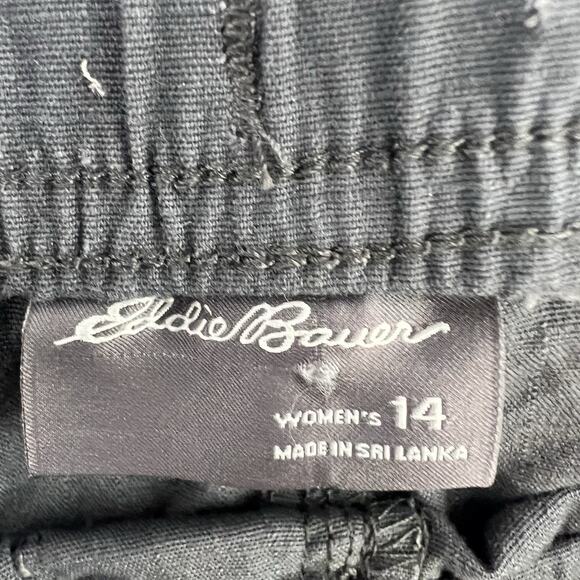 Eddie Bauer
WOMEN'S 14
MADE IN SRI LANKA